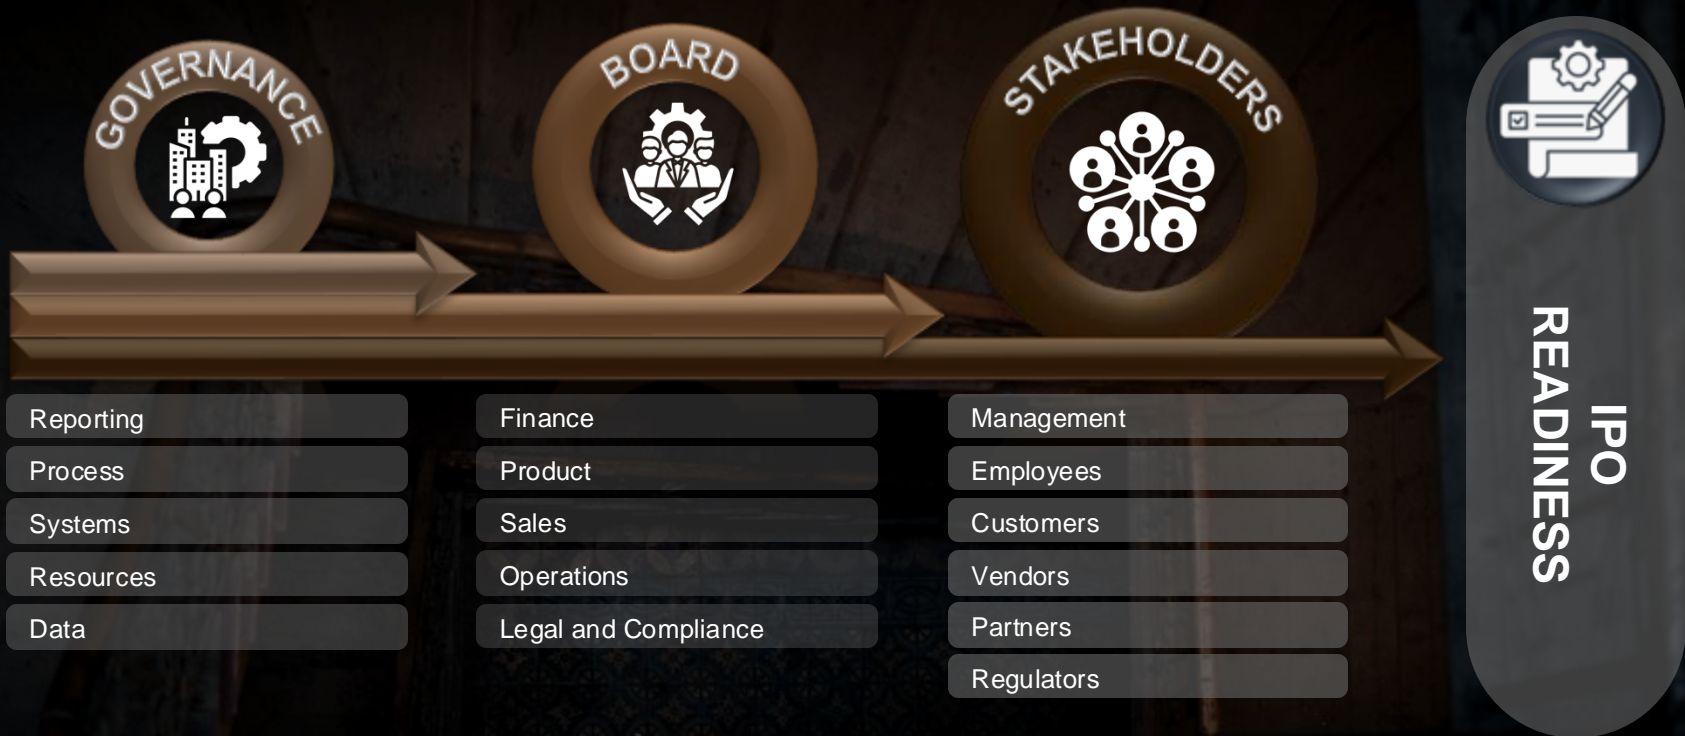 GOVERNANCE
BOARD
STAKEHOLDERS
Reporting
Process
Systems
Resources
Data
Finance
Product
Sales
Operations
Legal and Compliance
Management
Employees
Customers
Vendors
Partners
Regulators
IPO
READINESS